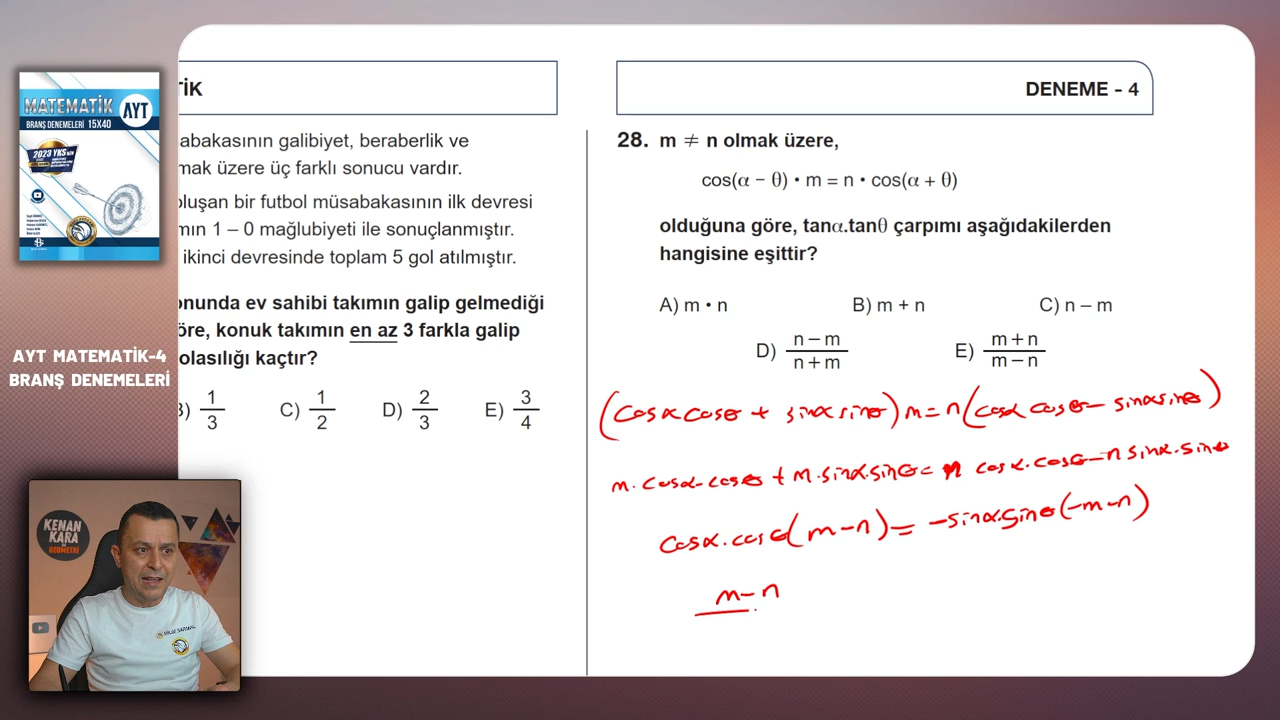 MATEMATİK
AYT
BRANŞ DENEMELERİ 15X40
AYT MATEMATİK-4
BRANŞ DENEMELERİ
KENAN
KARA
GEOMETRİ
BİLGİ SARMAL
TİK
abakasının galibiyet, beraberlik ve
mak üzere üç farklı sonucu vardır.
oluşan bir futbol müsabakasının ilk devresi
mın 1 – 0 mağlubiyeti ile sonuçlanmıştır.
ikinci devresinde toplam 5 gol atılmıştır.
onunda ev sahibi takımın galip gelmediği
öre, konuk takımın en az 3 farkla galip
olasılığı kaçtır?
B) 1/3 C) 1/2 D) 2/3 E) 3/4
DENEME - 4
28. m ≠ n olmak üzere,
cos(α − θ) • m = n • cos(α + θ)
olduğuna göre, tanα.tanθ çarpımı aşağıdakilerden
hangisine eşittir?
A) m • n B) m + n C) n – m
D) n – m / n + m E) m + n / m – n
(cosα cosθ + sinα sinθ) m = n (cosα cosθ − sinα sinθ)
m. cosα. cosθ + m. sinα. sinθ = n cosα. cosθ − n sinα. sinθ
cosα. cosθ (m − n) = −sinα. sinθ (−m − n)
m − n